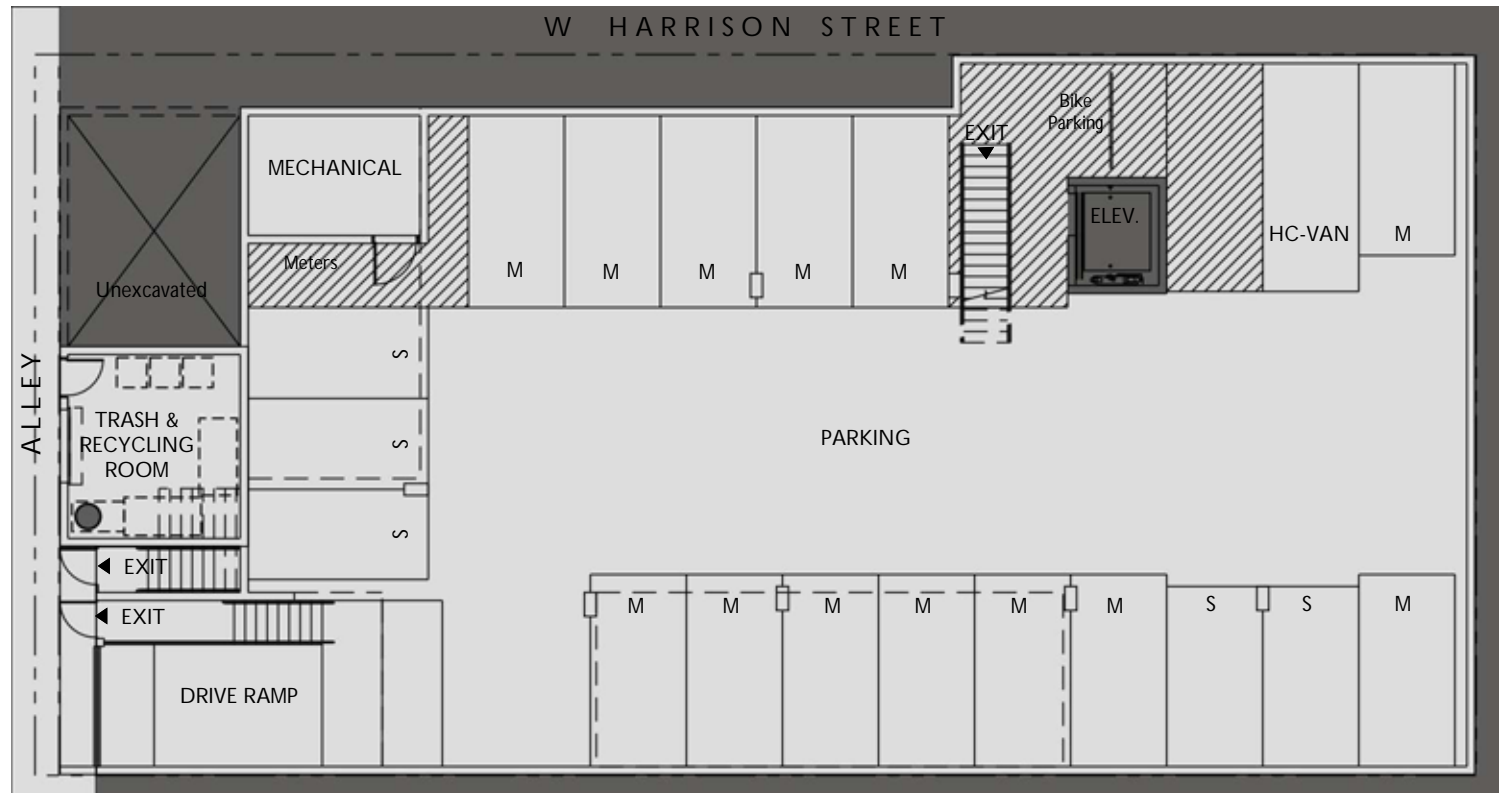 W HARRISON STREET
Bike
Parking
EXIT
MECHANICAL
ELEV.
HC-VAN
M
Meters
M
M
M
M
M
Unexcavated
S
ALLEY
TRASH &
RECYCLING
ROOM
S
PARKING
S
EXIT
EXIT
M
M
M
M
M
M
S
S
M
DRIVE RAMP